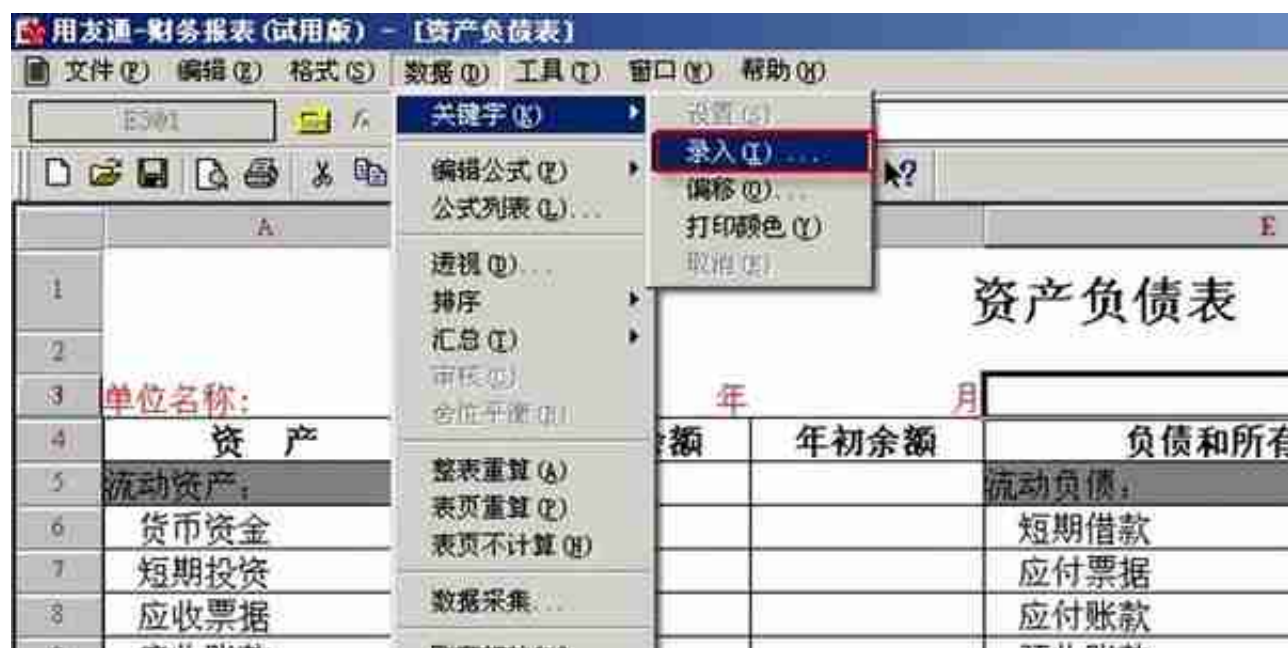 用友通-财务报表(试用版) - [资产负债表]
文件(F) 编辑(E) 格式(S) 数据(D) 工具(T) 窗口(W) 帮助(H)
E3@1 fx
关键字(K)
编辑公式(F)
公式列表(L)...
透视(D)...
排序
汇总(T)
审核(C)
舍位平衡(B)
整表重算(A)
表页重算(P)
表页不计算(N)
数据采集...
设置(S)
录入(I)...
偏移(O)...
打印颜色(Y)
取消(E)
A E
1 资产负债表
2
3 单位名称: 年 月
4 资 产 余额 年初余额 负债和所有
5 流动资产: 流动负债:
6 货币资金 短期借款
7 短期投资 应付票据
8 应收票据 应付账款